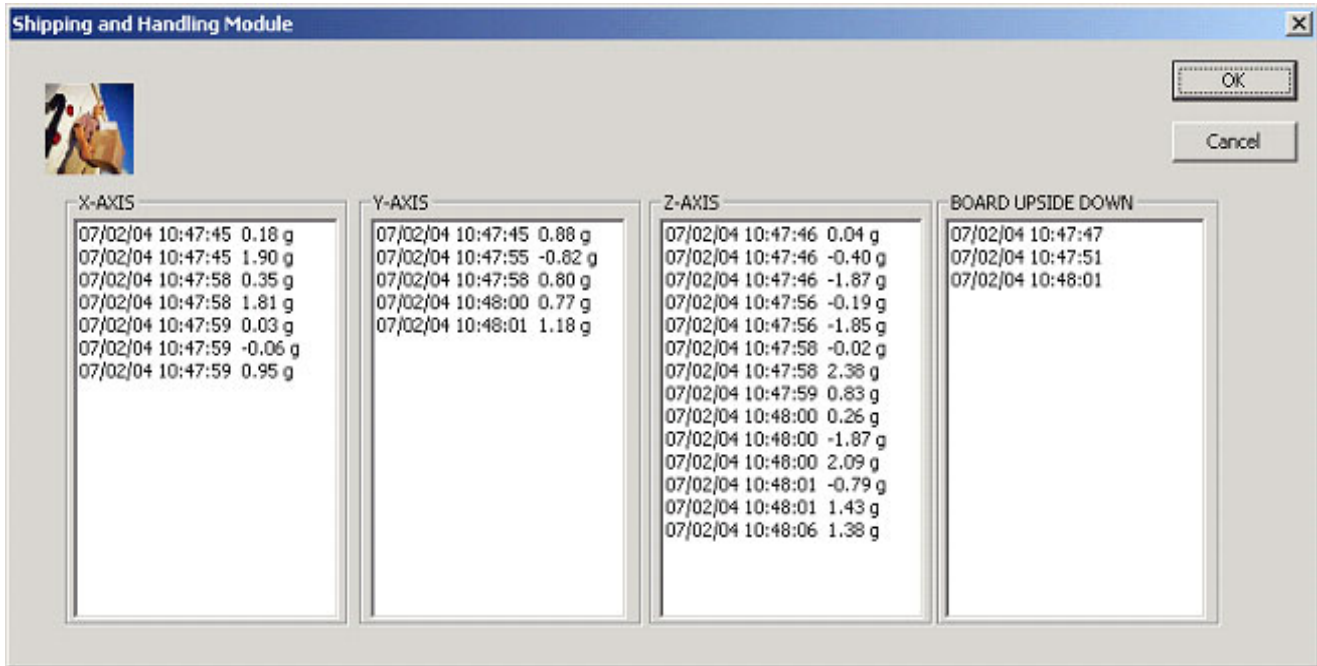 Shipping and Handling Module
OK
Cancel
X-AXIS
07/02/04 10:47:45 0.18 g
07/02/04 10:47:45 1.90 g
07/02/04 10:47:58 0.35 g
07/02/04 10:47:58 1.81 g
07/02/04 10:47:59 0.03 g
07/02/04 10:47:59 -0.06 g
07/02/04 10:47:59 0.95 g
Y-AXIS
07/02/04 10:47:45 0.88 g
07/02/04 10:47:55 -0.82 g
07/02/04 10:47:58 0.80 g
07/02/04 10:48:00 0.77 g
07/02/04 10:48:01 1.18 g
Z-AXIS
07/02/04 10:47:46 0.04 g
07/02/04 10:47:46 -0.40 g
07/02/04 10:47:46 -1.87 g
07/02/04 10:47:56 -0.19 g
07/02/04 10:47:56 -1.85 g
07/02/04 10:47:58 -0.02 g
07/02/04 10:47:58 2.38 g
07/02/04 10:47:59 0.83 g
07/02/04 10:48:00 0.26 g
07/02/04 10:48:00 -1.87 g
07/02/04 10:48:00 2.09 g
07/02/04 10:48:01 -0.79 g
07/02/04 10:48:01 1.43 g
07/02/04 10:48:06 1.38 g
BOARD UPSIDE DOWN
07/02/04 10:47:47
07/02/04 10:47:51
07/02/04 10:48:01